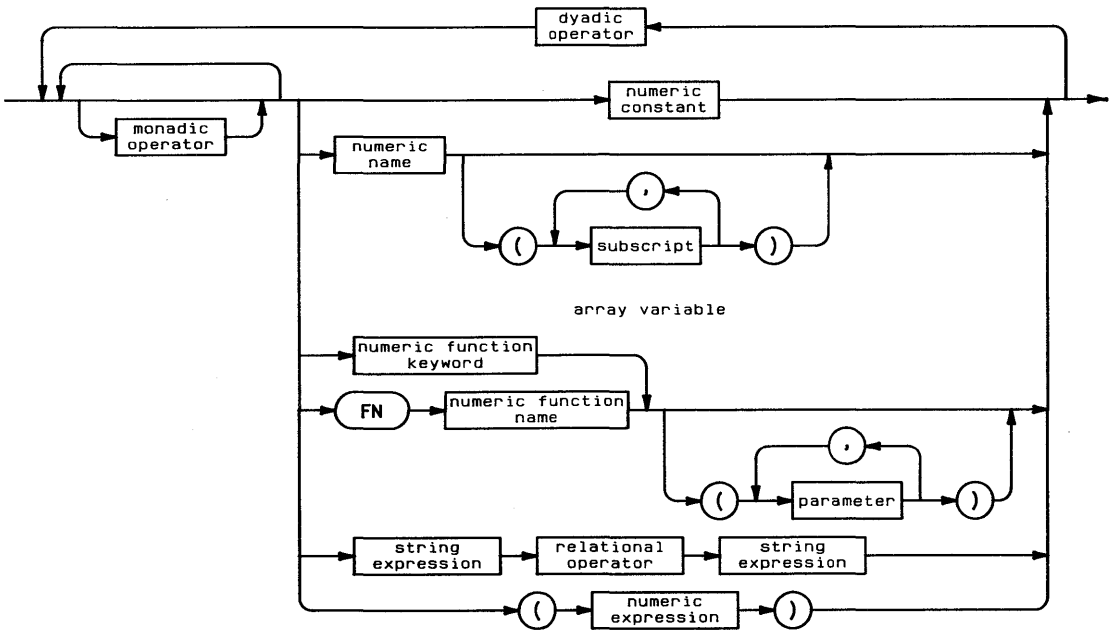 dyadic
operator
numeric
constant
monadic
operator
numeric
name
,
( subscript )
array variable
numeric function
keyword
FN
numeric function
name
,
( parameter )
string
expression
relational
operator
string
expression
(
numeric
expression
)